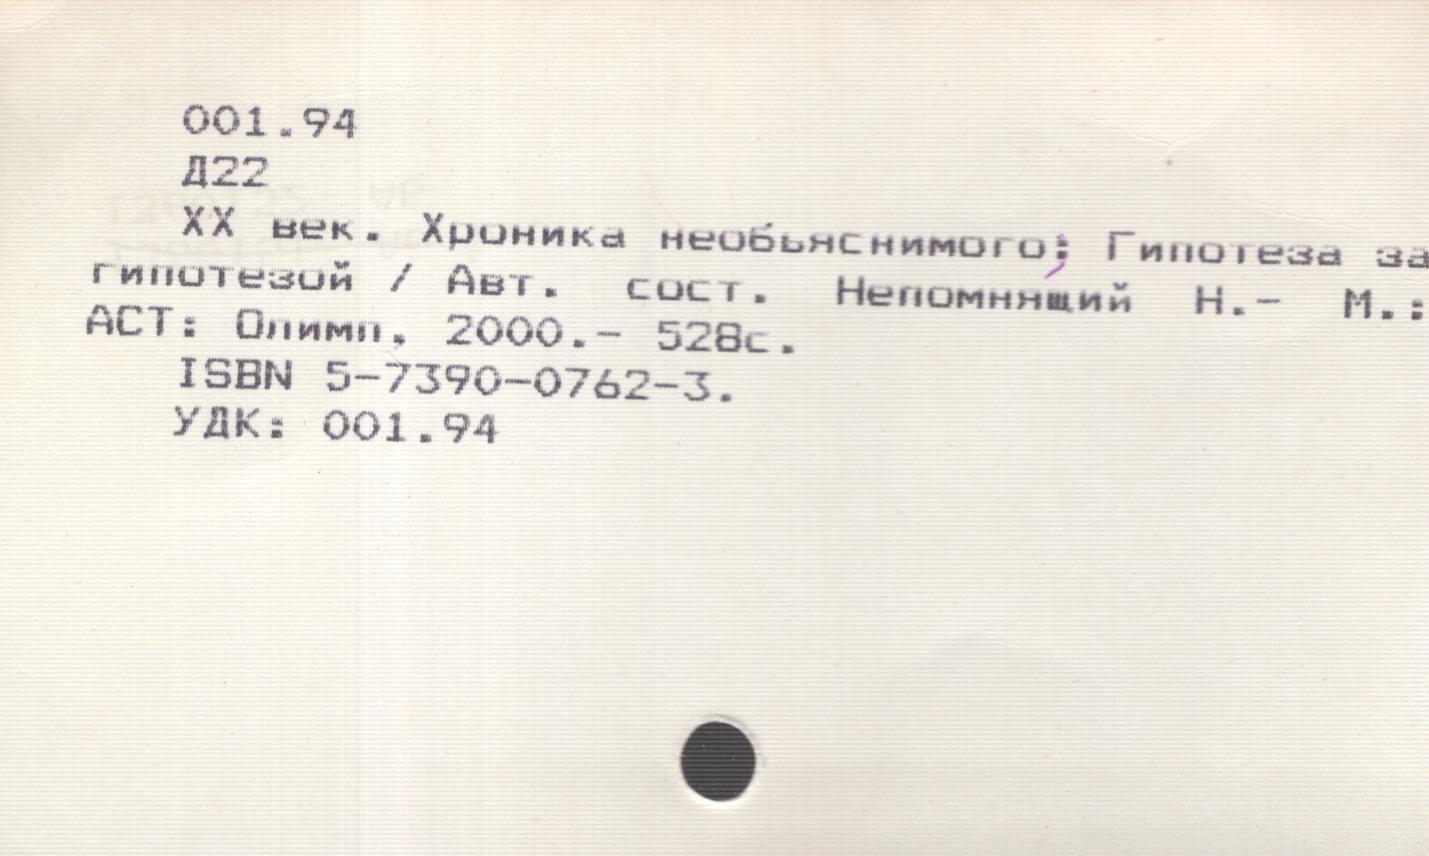 001.94
Д22
XX век. Хроника необьяснимого; Гипотеза за
гипотезой / Авт. сост. Непомнящий Н.- М.:
АСТ: Олимп, 2000.- 528с.
ISBN 5-7390-0762-3.
УДК: 001.94